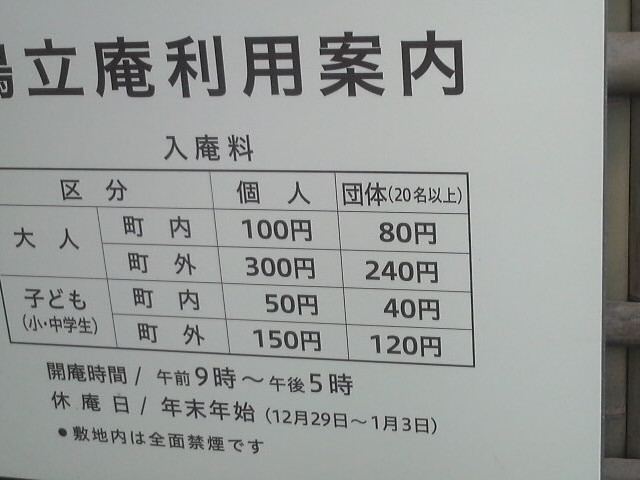 鴫立庵利用案内
入庵料
区 分 個 人 団体(20名以上)
大 人 町 内 100円 80円
町 外 300円 240円
子ども 町 内 50円 40円
(小・中学生) 町 外 150円 120円
開庵時間/ 午前9時～午後5時
休 庵 日/ 年末年始 (12月29日～1月3日)
●敷地内は全面禁煙です